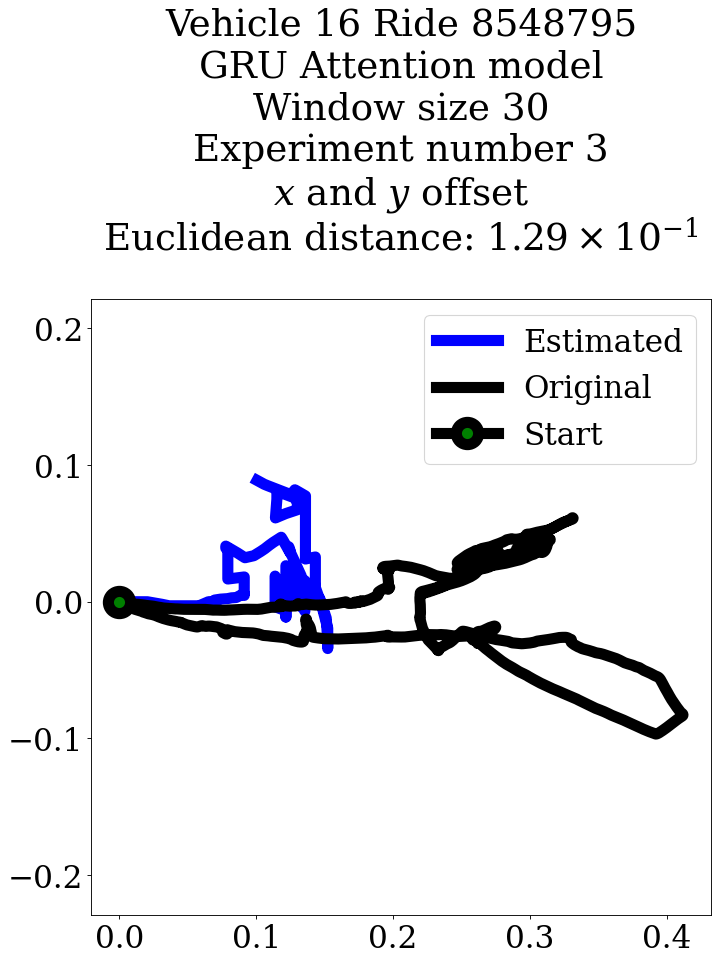 Vehicle 16 Ride 8548795
GRU Attention model
Window size 30
Experiment number 3
x and y offset
Euclidean distance: 1.29 × 10⁻¹
Estimated
Original
Start
0.2
0.1
0.0
−0.1
−0.2
0.0 0.1 0.2 0.3 0.4